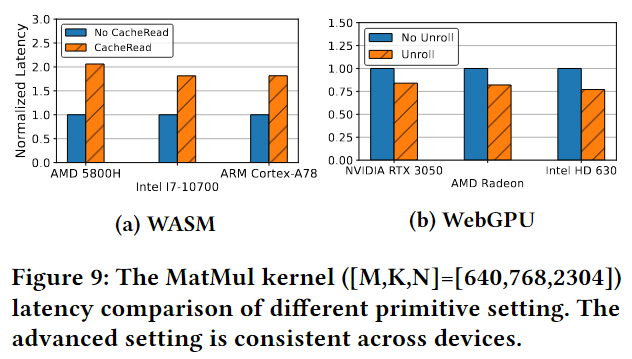 3.0
2.5
2.0
1.5
1.0
0.5
0.0
Normalized Latency
No CacheRead
CacheRead
AMD 5800H
Intel I7-10700
ARM Cortex-A78
(a) WASM
1.50
1.25
1.00
0.75
0.50
0.25
0.00
No Unroll
Unroll
NVIDIA RTX 3050
AMD Radeon
Intel HD 630
(b) WebGPU
Figure 9: The MatMul kernel ([M,K,N]=[640,768,2304])
latency comparison of different primitive setting. The
advanced setting is consistent across devices.